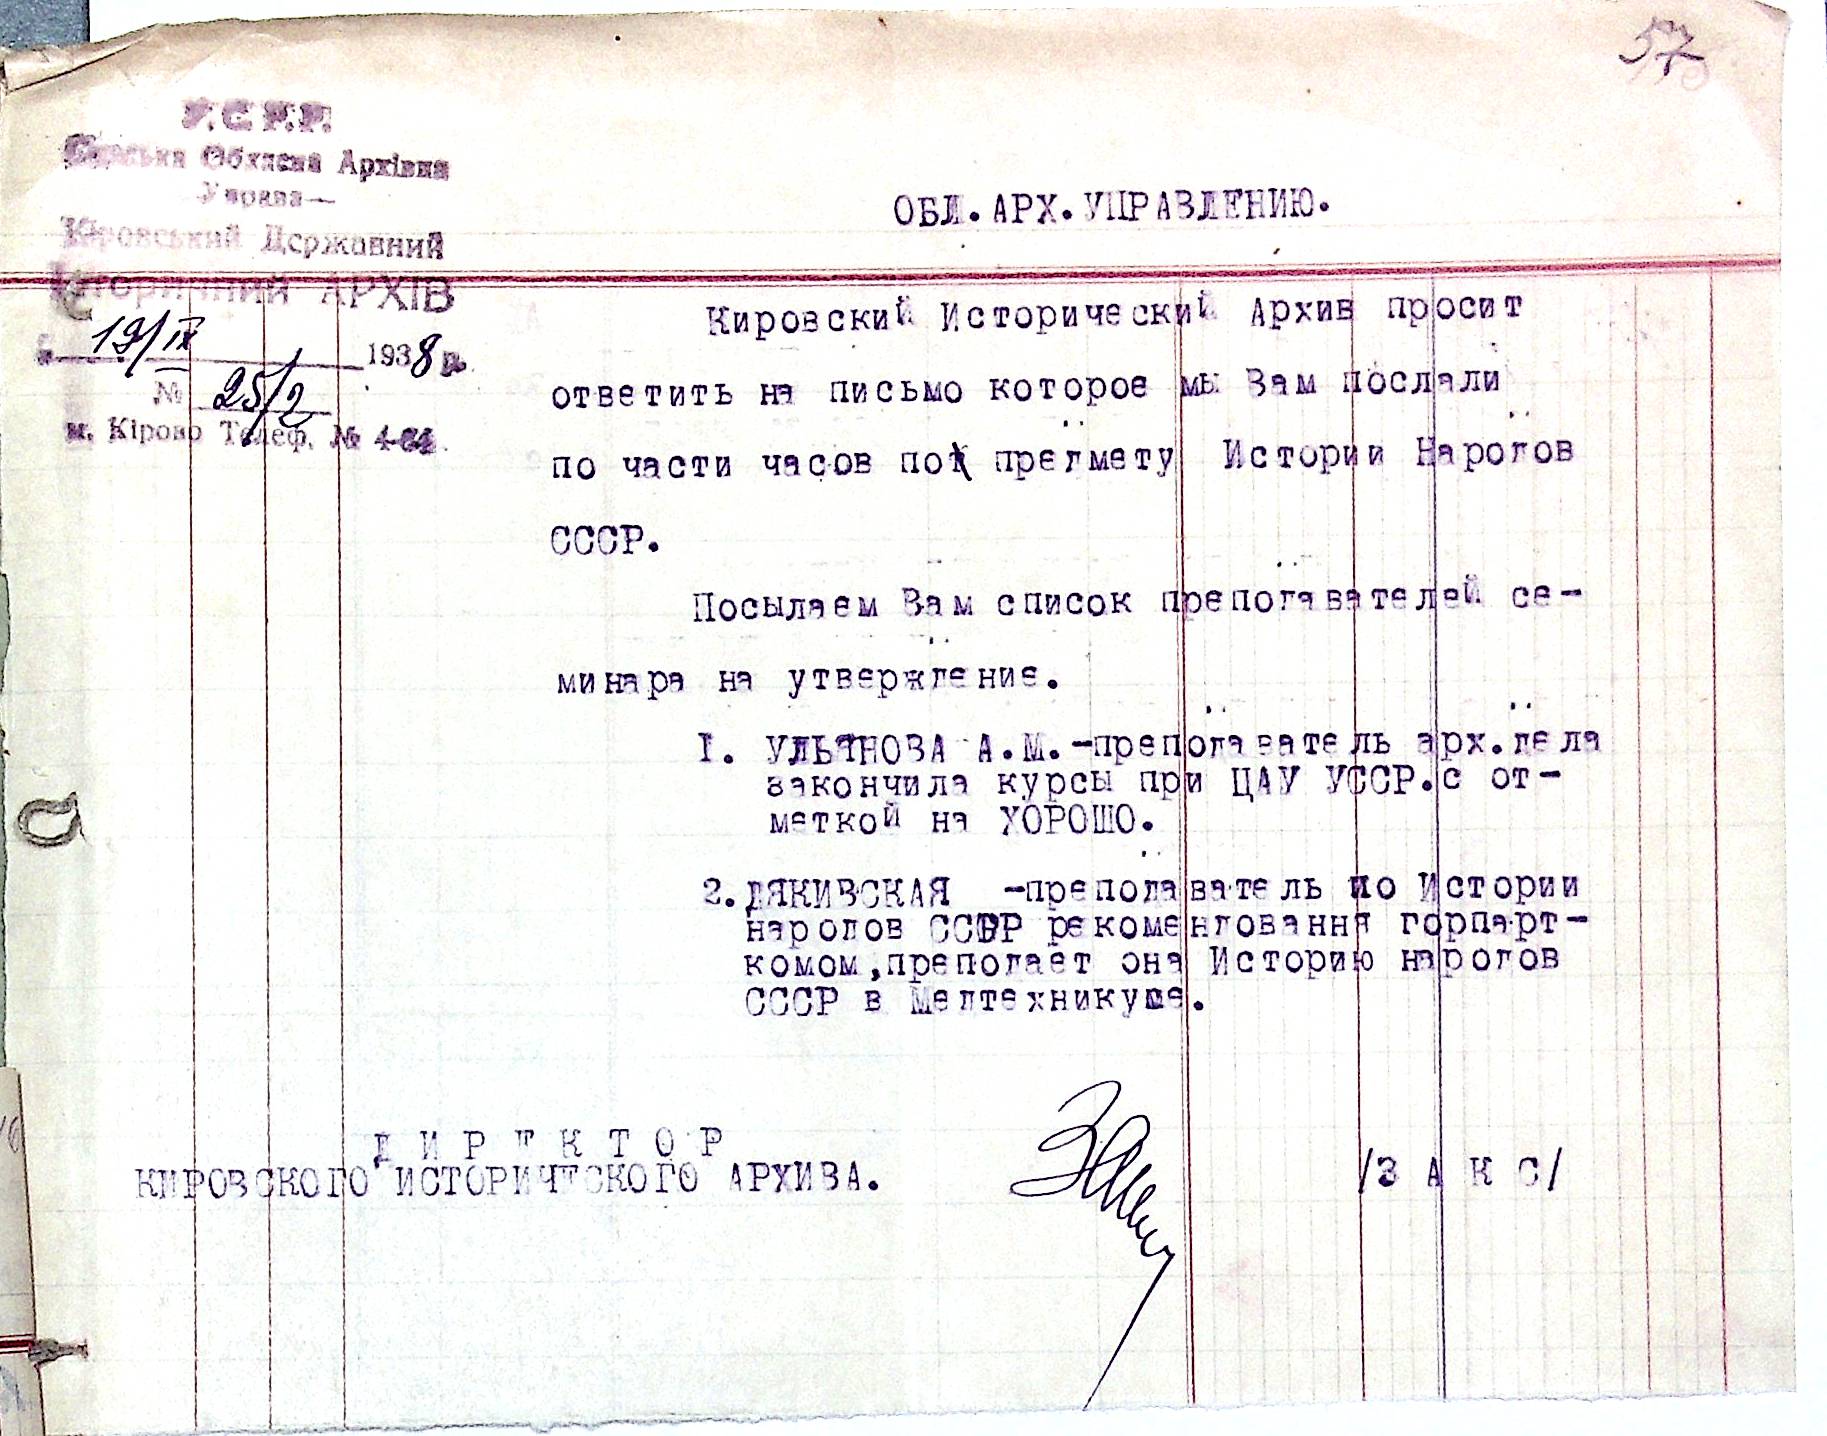 57
У.С.Р.Р.
Обласна Архівна
Управа—
Кіровський Державний
Історичний АРХІВ
19/IX 1938 р.
№ 25/2
м. Кірово Телеф. №
ОБЛ. АРХ. УПРАВЛЕНИЮ.
Кировский Исторический Архив просит
ответить на письмо которое мы Вам послали
по части часов по предмету Истории Народов
СССР.
Посылаем Вам список преподавателей се-
минара на утверждение.
1. УЛЬЯНОВА А.М.-преподаватель арх.дела
закончила курсы при ЦАУ УССР.с от-
меткой на ХОРОШО.
2. ДЯКИВСКАЯ -преподаватель по Истории
народов СССР рекомендовання горпарт-
комом,преподает она Историю народов
СССР в Медтехникуме.
ДИРЕКТОР
КИРОВСКОГО ИСТОРИЧЕСКОГО АРХИВА.
/ЗАКС/